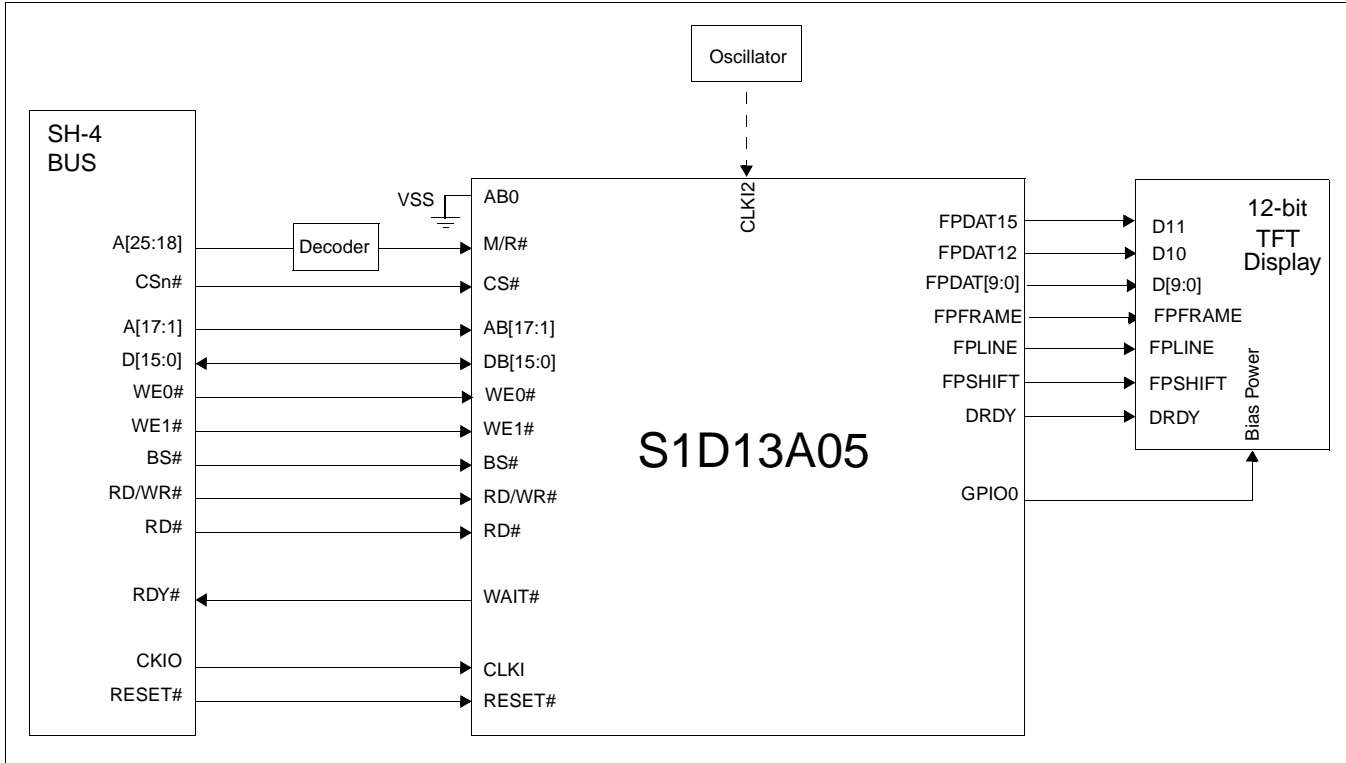 Oscillator
SH-4
BUS
A[25:18]
CSn#
A[17:1]
D[15:0]
WE0#
WE1#
BS#
RD/WR#
RD#
RDY#
CKIO
RESET#
Decoder
VSS
AB0
M/R#
CS#
AB[17:1]
DB[15:0]
WE0#
WE1#
BS#
RD/WR#
RD#
WAIT#
CLKI
RESET#
CLKI2
S1D13A05
FPDAT15
FPDAT12
FPDAT[9:0]
FPFRAME
FPLINE
FPSHIFT
DRDY
GPIO0
12-bit
TFT
Display
D11
D10
D[9:0]
FPFRAME
FPLINE
FPSHIFT
DRDY
Bias Power